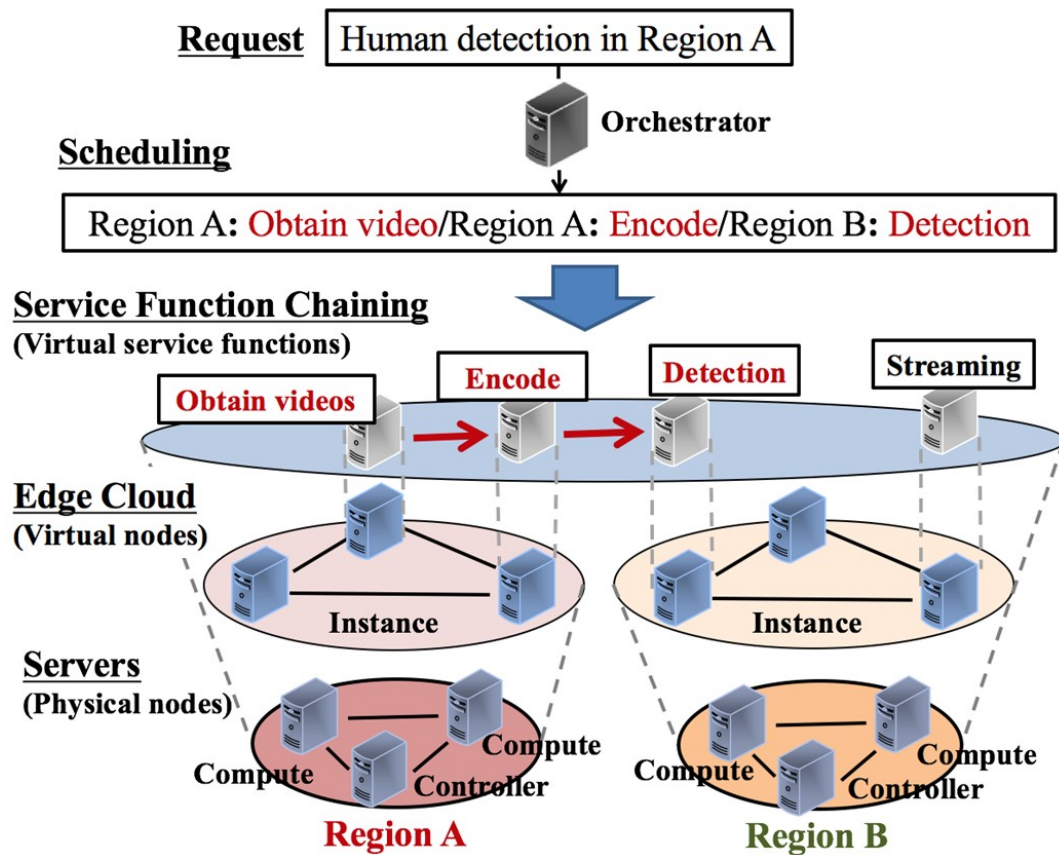 Request
Human detection in Region A
Orchestrator
Scheduling
Region A: Obtain video/Region A: Encode/Region B: Detection
Service Function Chaining
(Virtual service functions)
Obtain videos
Encode
Detection
Streaming
Edge Cloud
(Virtual nodes)
Instance
Instance
Servers
(Physical nodes)
Compute
Compute
Controller
Compute
Compute
Controller
Region A
Region B